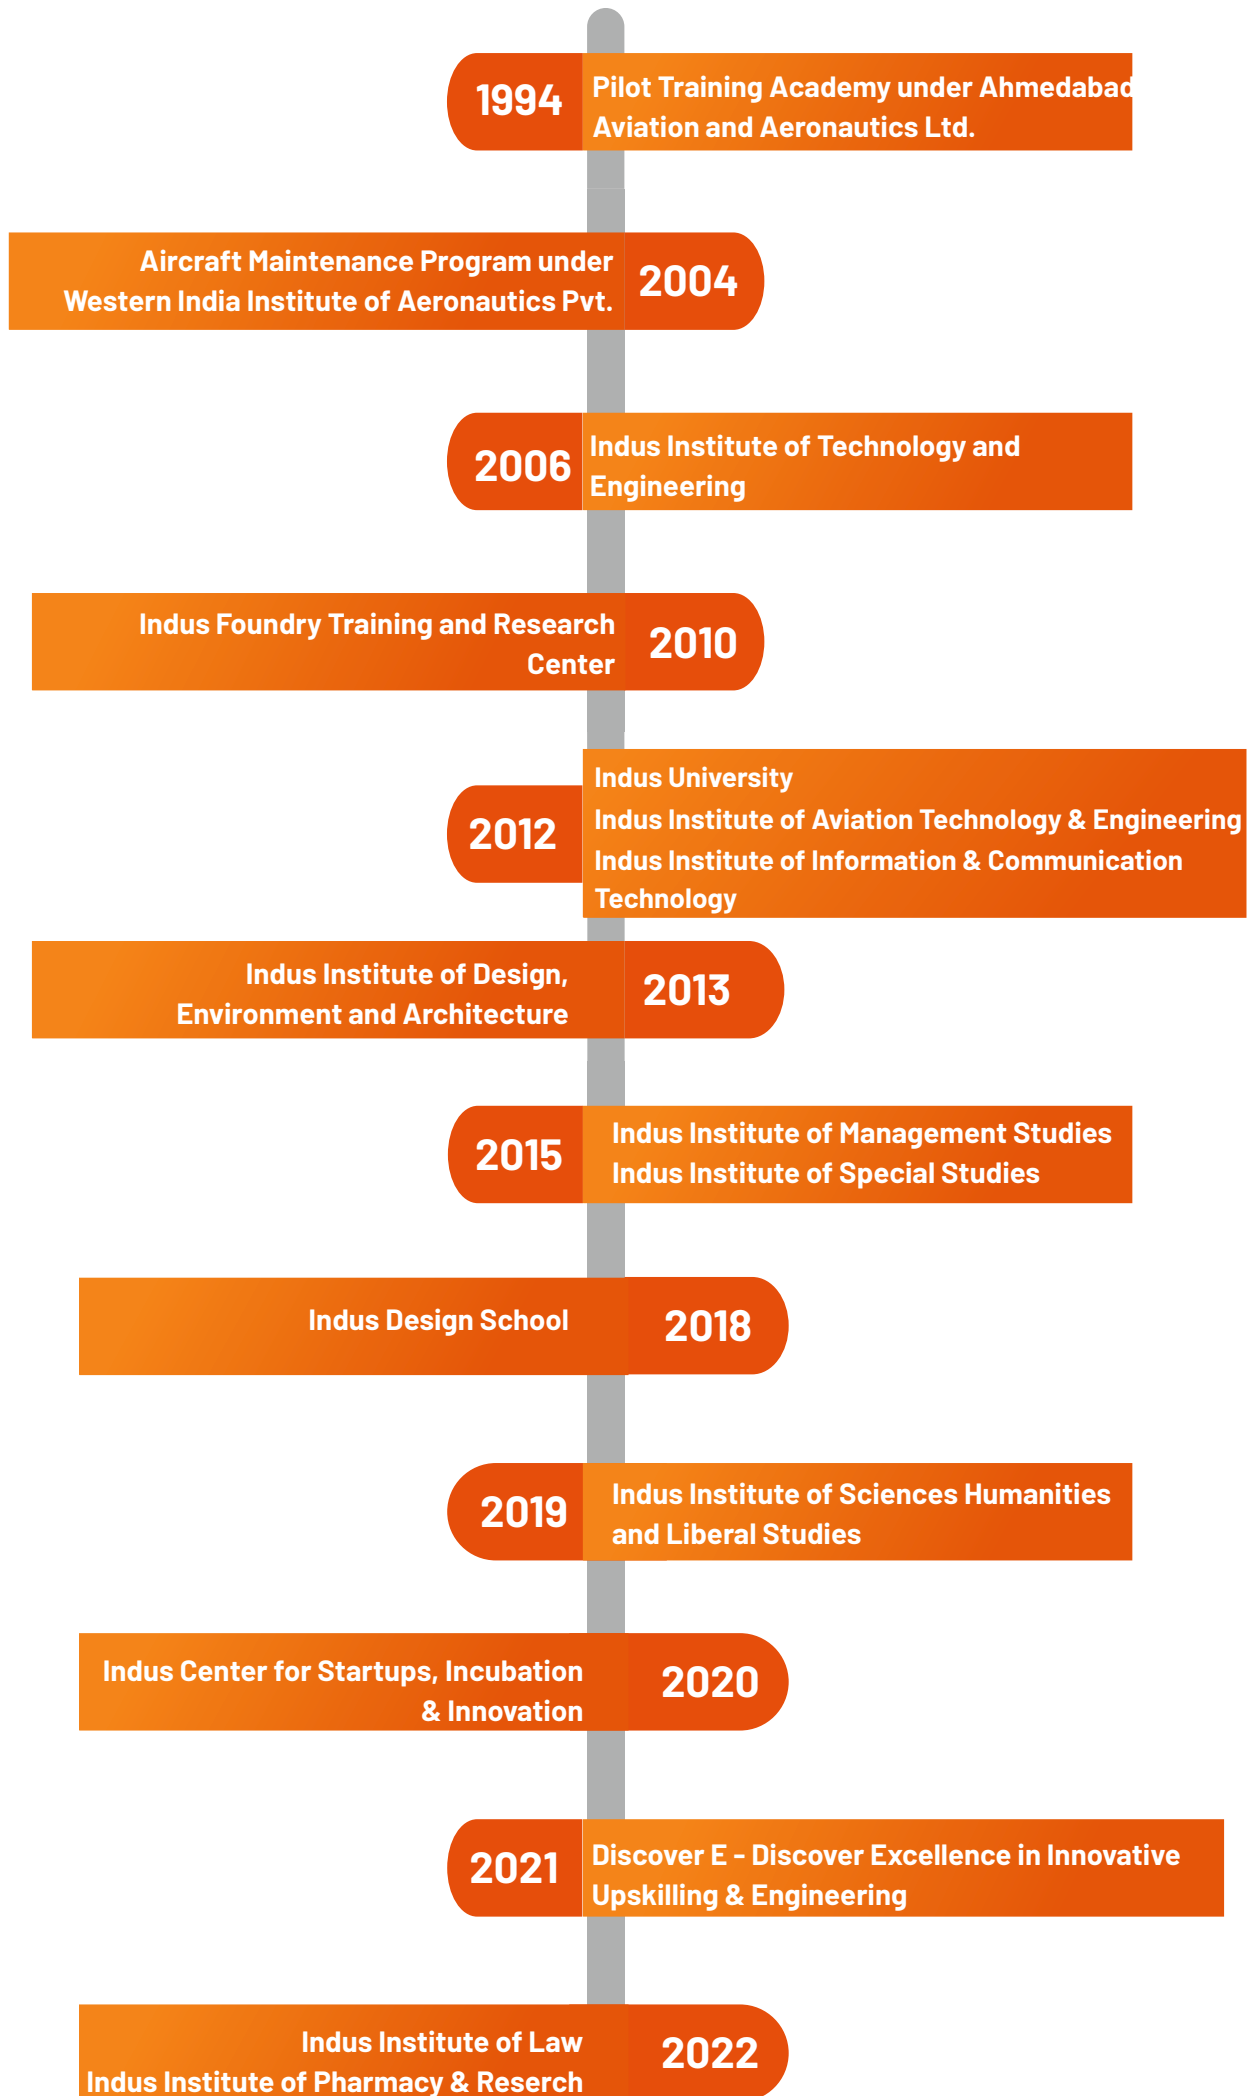 1994
Pilot Training Academy under Ahmedabad
Aviation and Aeronautics Ltd.
Aircraft Maintenance Program under
Western India Institute of Aeronautics Pvt.
2004
2006
Indus Institute of Technology and
Engineering
Indus Foundry Training and Research
Center
2010
2012
Indus University
Indus Institute of Aviation Technology & Engineering
Indus Institute of Information & Communication
Technology
Indus Institute of Design,
Environment and Architecture
2013
2015
Indus Institute of Management Studies
Indus Institute of Special Studies
Indus Design School
2018
2019
Indus Institute of Sciences Humanities
and Liberal Studies
Indus Center for Startups, Incubation
& Innovation
2020
2021
Discover E - Discover Excellence in Innovative
Upskilling & Engineering
Indus Institute of Law
Indus Institute of Pharmacy & Reserch
2022